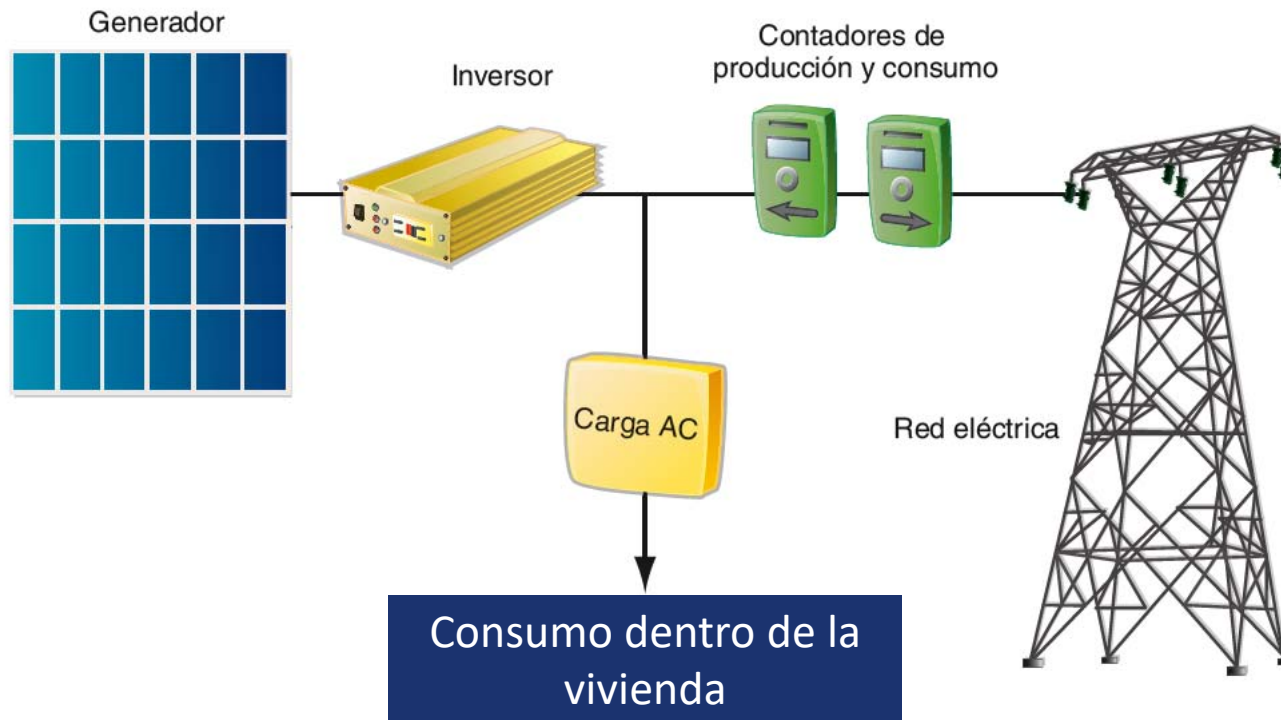 Generador
Inversor
Contadores de
producción y consumo
Carga AC
Red eléctrica
Consumo dentro de la
vivienda